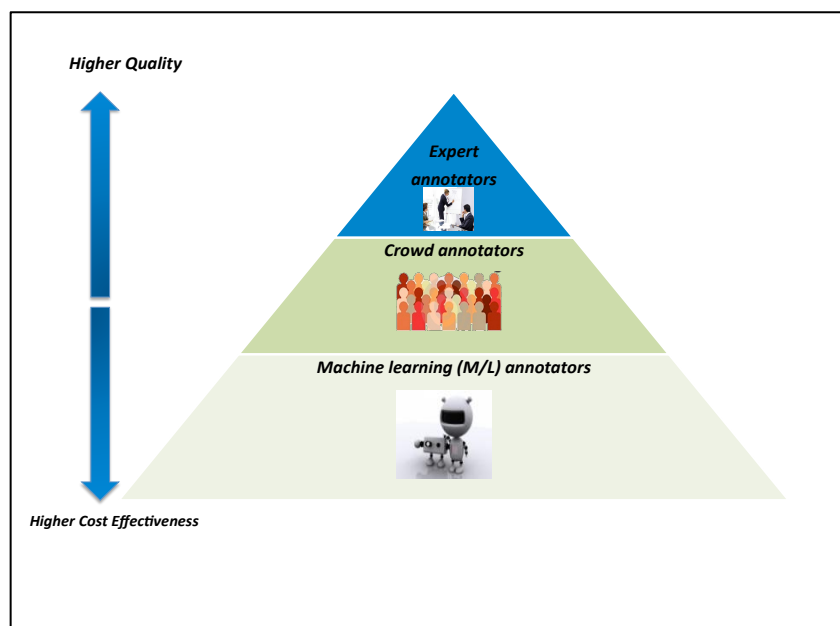 Higher Quality
Expert
annotators
Crowd annotators
Machine learning (M/L) annotators
Higher Cost Effectiveness